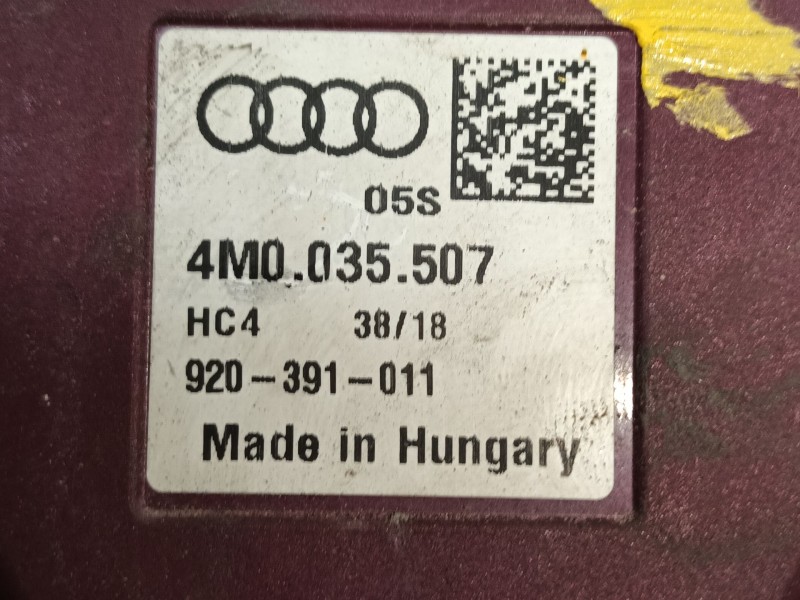 05S
4M0.035.507
HC4 38/18
920-391-011
Made in Hungary